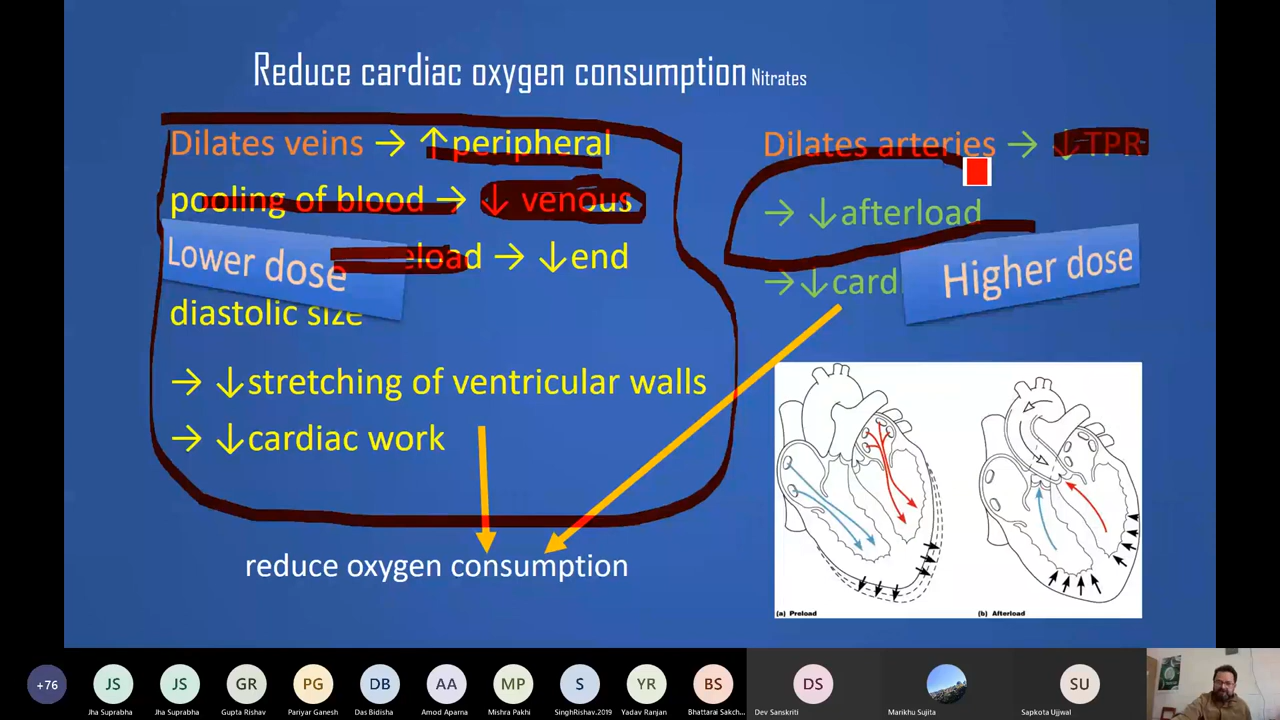 Reduce cardiac oxygen consumption Nitrates
Dilates veins → ↑ peripheral
pooling of blood → ↓ venous
eload → ↓end
diastolic size
→ ↓stretching of ventricular walls
→ ↓cardiac work
Lower dose
Dilates arteries → ↓ TPR
→ ↓afterload
→↓card
Higher dose
reduce oxygen consumption
(a) Preload
(b) Afterload
+76
JS
JS
GR
PG
DB
AA
MP
S
YR
BS
DS
SU
Jha Suprabha
Jha Suprabha
Gupta Rishav
Pariyar Ganesh
Das Bidisha
Amod Aparna
Mishra Pakhi
SinghRishav.2019
Yadav Ranjan
Bhattarai Sakch...
Dev Sanskriti
Marikhu Sujita
Sapkota Ujjwal